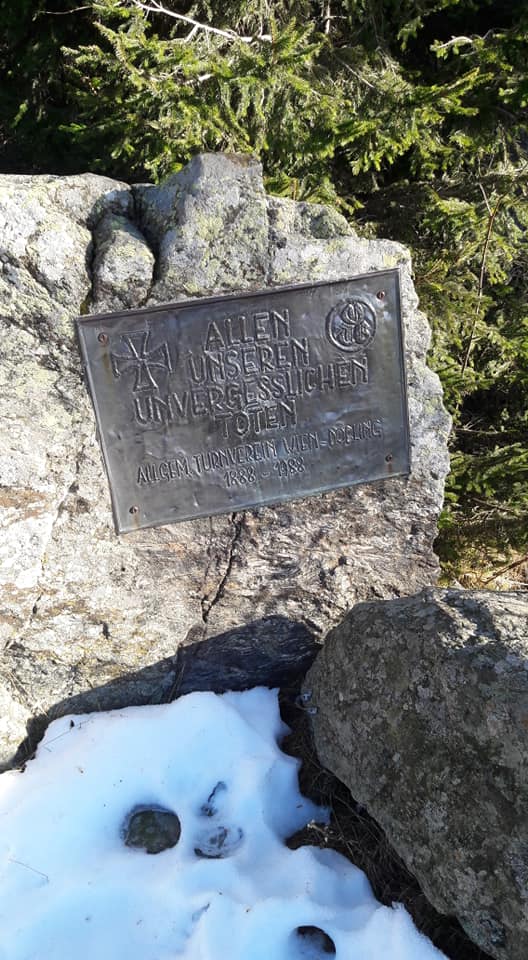 ALLEN
UNSEREN
UNVERGESSLICHEN
TOTEN
ALLGEM. TURNVEREIN WIEN-DÖBLING
1888-1988